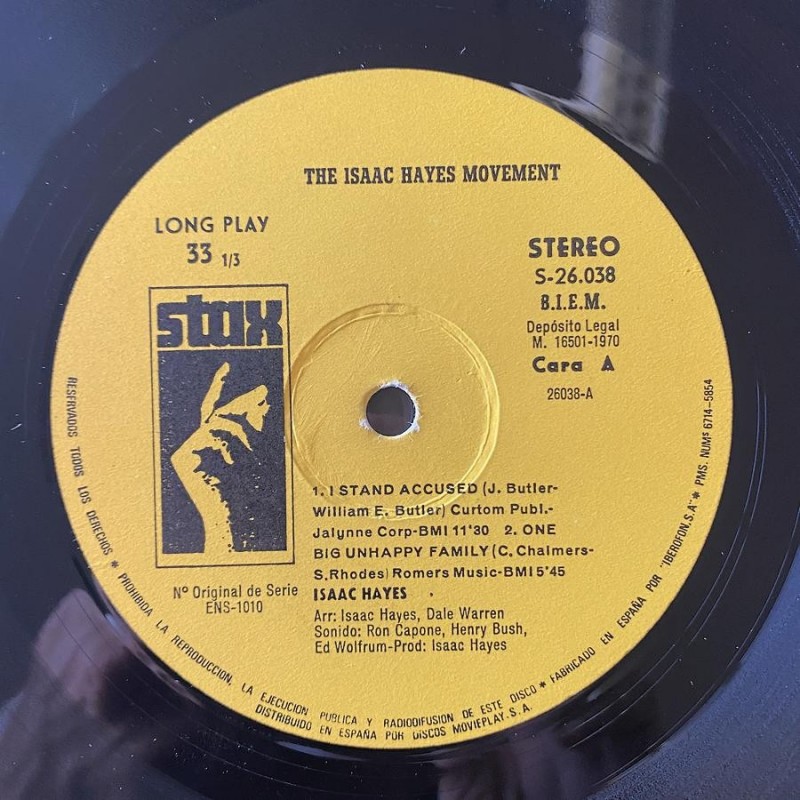 THE ISAAC HAYES MOVEMENT
LONG PLAY
33 1/3
STEREO
S-26.038
B.I.E.M.
Depósito Legal
M. 16501-1970
Cara A
26038-A
stax
1. I STAND ACCUSED (J. Butler-
William E. Butler) Curtom Publ.-
Jalynne Corp-BMI 11'30 2. ONE
BIG UNHAPPY FAMILY (C. Chalmers-
S. Rhodes) Romers Music-BMI 5'45
ISAAC HAYES
Arr: Isaac Hayes, Dale Warren
Sonido: Ron Capone, Henry Bush,
Ed Wolfrum-Prod: Isaac Hayes
Nº Original de Serie
ENS-1010
RESERVADOS TODOS LOS DERECHOS * PROHIBIDA LA REPRODUCCION, LA EJECUCION PUBLICA Y RADIODIFUSION DE ESTE DISCO * FABRICADO EN ESPAÑA POR "IBEROFON, S.A" * PMS. NUMS 6714-5854
DISTRIBUIDO EN ESPAÑA POR DISCOS MOVIEPLAY, S.A.